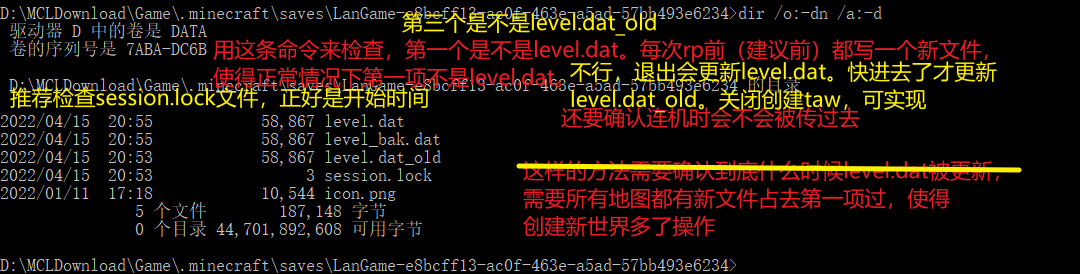 D:\MCLDownload\Game\.minecraft\saves\LanGame-e8bcff13-ac0f-463e-a5ad-57bb493e6234>dir /o:-dn /a:-d
第三个是不是level.dat_old
驱动器 D 中的卷是 DATA
卷的序列号是 7ABA-DC6B
用这条命令来检查，第一个是不是level.dat。每次rp前（建议前）都写一个新文件，
使得正常情况下第一项不是level.dat
不行，退出会更新level.dat。快进去了才更新
level.dat_old。关闭创建taw，可实现
D:\MCLDownload\Game\.minecraft\saves\LanGame-e8bcff13-ac0f-463e-a5ad-57bb493e6234 的目录
推荐检查session.lock文件，正好是开始时间
还要确认连机时会不会被传过去
2022/04/15 20:55 58,867 level.dat
2022/04/15 20:55 58,867 level_bak.dat
2022/04/15 20:53 58,867 level.dat_old
2022/04/15 20:53 3 session.lock
2022/01/11 17:18 10,544 icon.png
5 个文件 187,148 字节
0 个目录 44,701,892,608 可用字节
这样的方法需要确认到底什么时候level.dat被更新，
需要所有地图都有新文件占去第一项过，使得
创建新世界多了操作
D:\MCLDownload\Game\.minecraft\saves\LanGame-e8bcff13-ac0f-463e-a5ad-57bb493e6234>